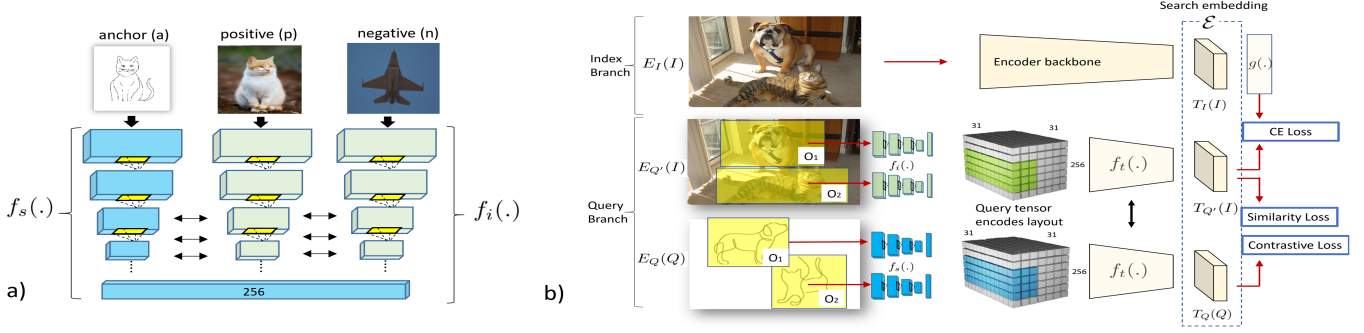 anchor (a)
positive (p)
negative (n)
f_s(.)
f_i(.)
256
a)
Search embedding
ℰ
Index
Branch
E_I(I)
Encoder backbone
g(.)
T_I(I)
CE Loss
Query
Branch
E_{Q'}(I)
O₁
O₂
f_i(.)
31
31
256
f_t(.)
T_{Q'}(I)
Query tensor
encodes layout
Similarity Loss
Contrastive Loss
E_Q(Q)
O₁
O₂
f_s(.)
31
31
256
f_t(.)
T_Q(Q)
b)